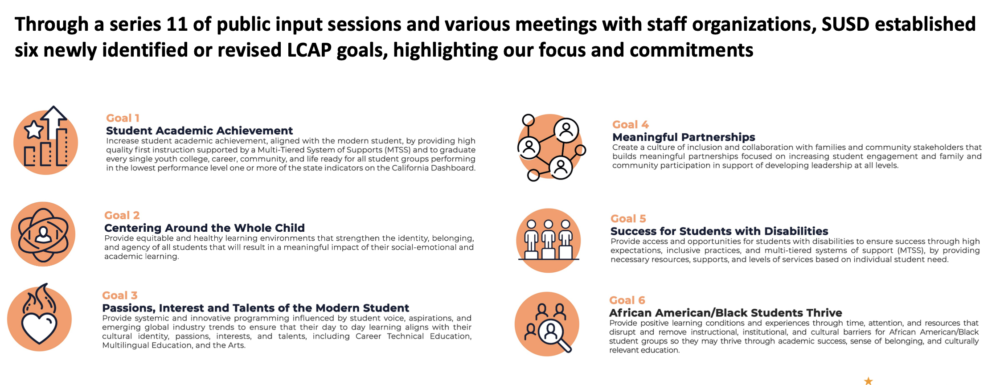 Through a series 11 of public input sessions and various meetings with staff organizations, SUSD established
six newly identified or revised LCAP goals, highlighting our focus and commitments
Goal 1
Student Academic Achievement
Increase student academic achievement, aligned with the modern student, by providing high
quality first instruction supported by a Multi-Tiered System of Supports (MTSS) and to graduate
every single youth college, career, community, and life ready for all student groups performing
in the lowest performance level one or more of the state indicators on the California Dashboard.
Goal 2
Centering Around the Whole Child
Provide equitable and healthy learning environments that strengthen the identity, belonging,
and agency of all students that will result in a meaningful impact of their social-emotional and
academic learning.
Goal 3
Passions, Interest and Talents of the Modern Student
Provide systemic and innovative programming influenced by student voice, aspirations, and
emerging global industry trends to ensure that their day to day learning aligns with their
cultural identity, passions, interests, and talents, including Career Technical Education,
Multilingual Education, and the Arts.
Goal 4
Meaningful Partnerships
Create a culture of inclusion and collaboration with families and community stakeholders that
builds meaningful partnerships focused on increasing student engagement and family and
community participation in support of developing leadership at all levels.
Goal 5
Success for Students with Disabilities
Provide access and opportunities for students with disabilities to ensure success through high
expectations, inclusive practices, and multi-tiered systems of support (MTSS), by providing
necessary resources, supports, and levels of services based on individual student need.
Goal 6
African American/Black Students Thrive
Provide positive learning conditions and experiences through time, attention, and resources that
disrupt and remove instructional, institutional, and cultural barriers for African American/Black
student groups so they may thrive through academic success, sense of belonging, and culturally
relevant education.